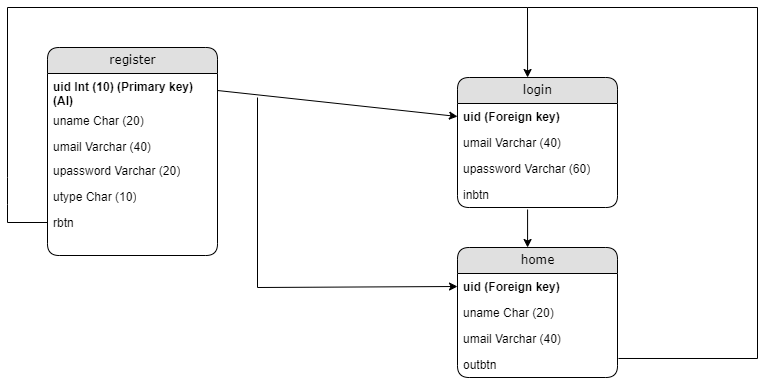 register
uid Int (10) (Primary key)
(AI)
uname Char (20)
umail Varchar (40)
upassword Varchar (20)
utype Char (10)
rbtn
login
uid (Foreign key)
umail Varchar (40)
upassword Varchar (60)
inbtn
home
uid (Foreign key)
uname Char (20)
umail Varchar (40)
outbtn